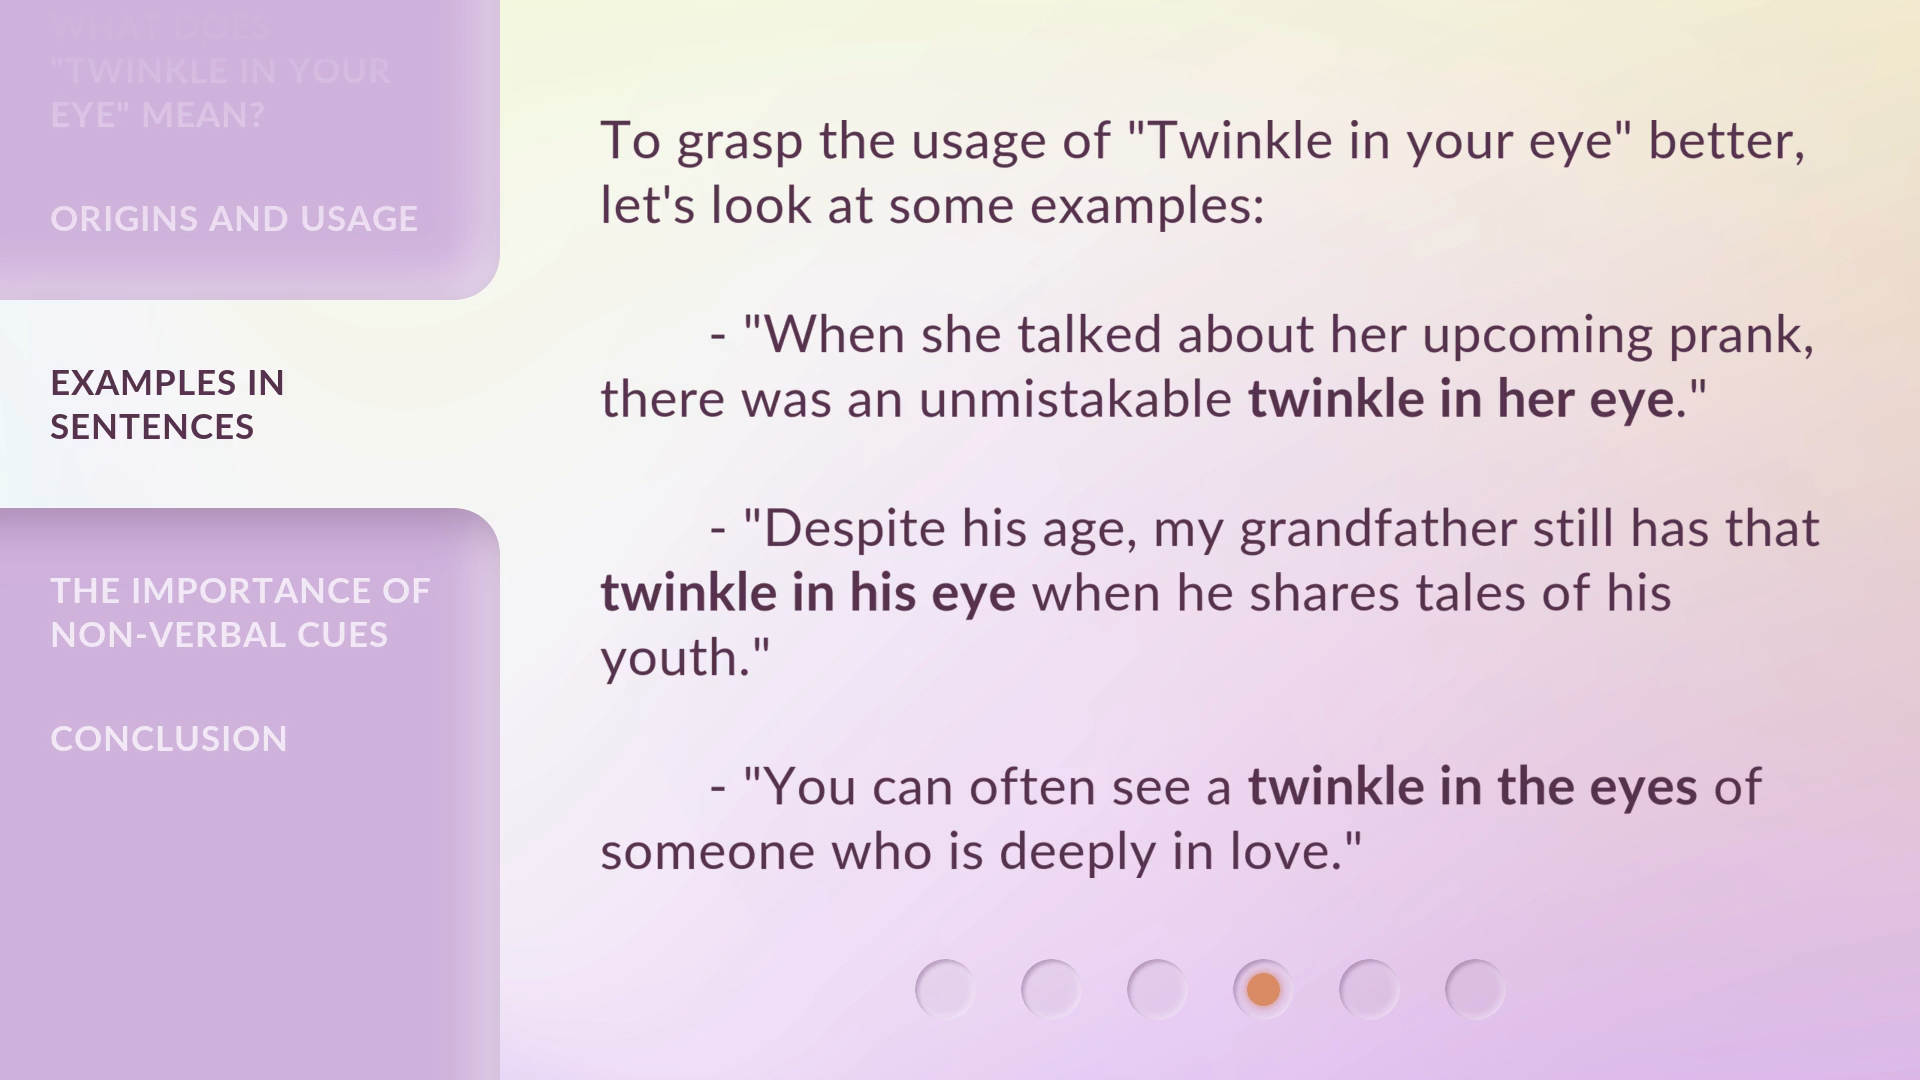 WHAT DOES
"TWINKLE IN YOUR
EYE" MEAN?
ORIGINS AND USAGE
EXAMPLES IN
SENTENCES
THE IMPORTANCE OF
NON-VERBAL CUES
CONCLUSION
To grasp the usage of "Twinkle in your eye" better,
let's look at some examples:
- "When she talked about her upcoming prank,
there was an unmistakable twinkle in her eye."
- "Despite his age, my grandfather still has that
twinkle in his eye when he shares tales of his
youth."
- "You can often see a twinkle in the eyes of
someone who is deeply in love."